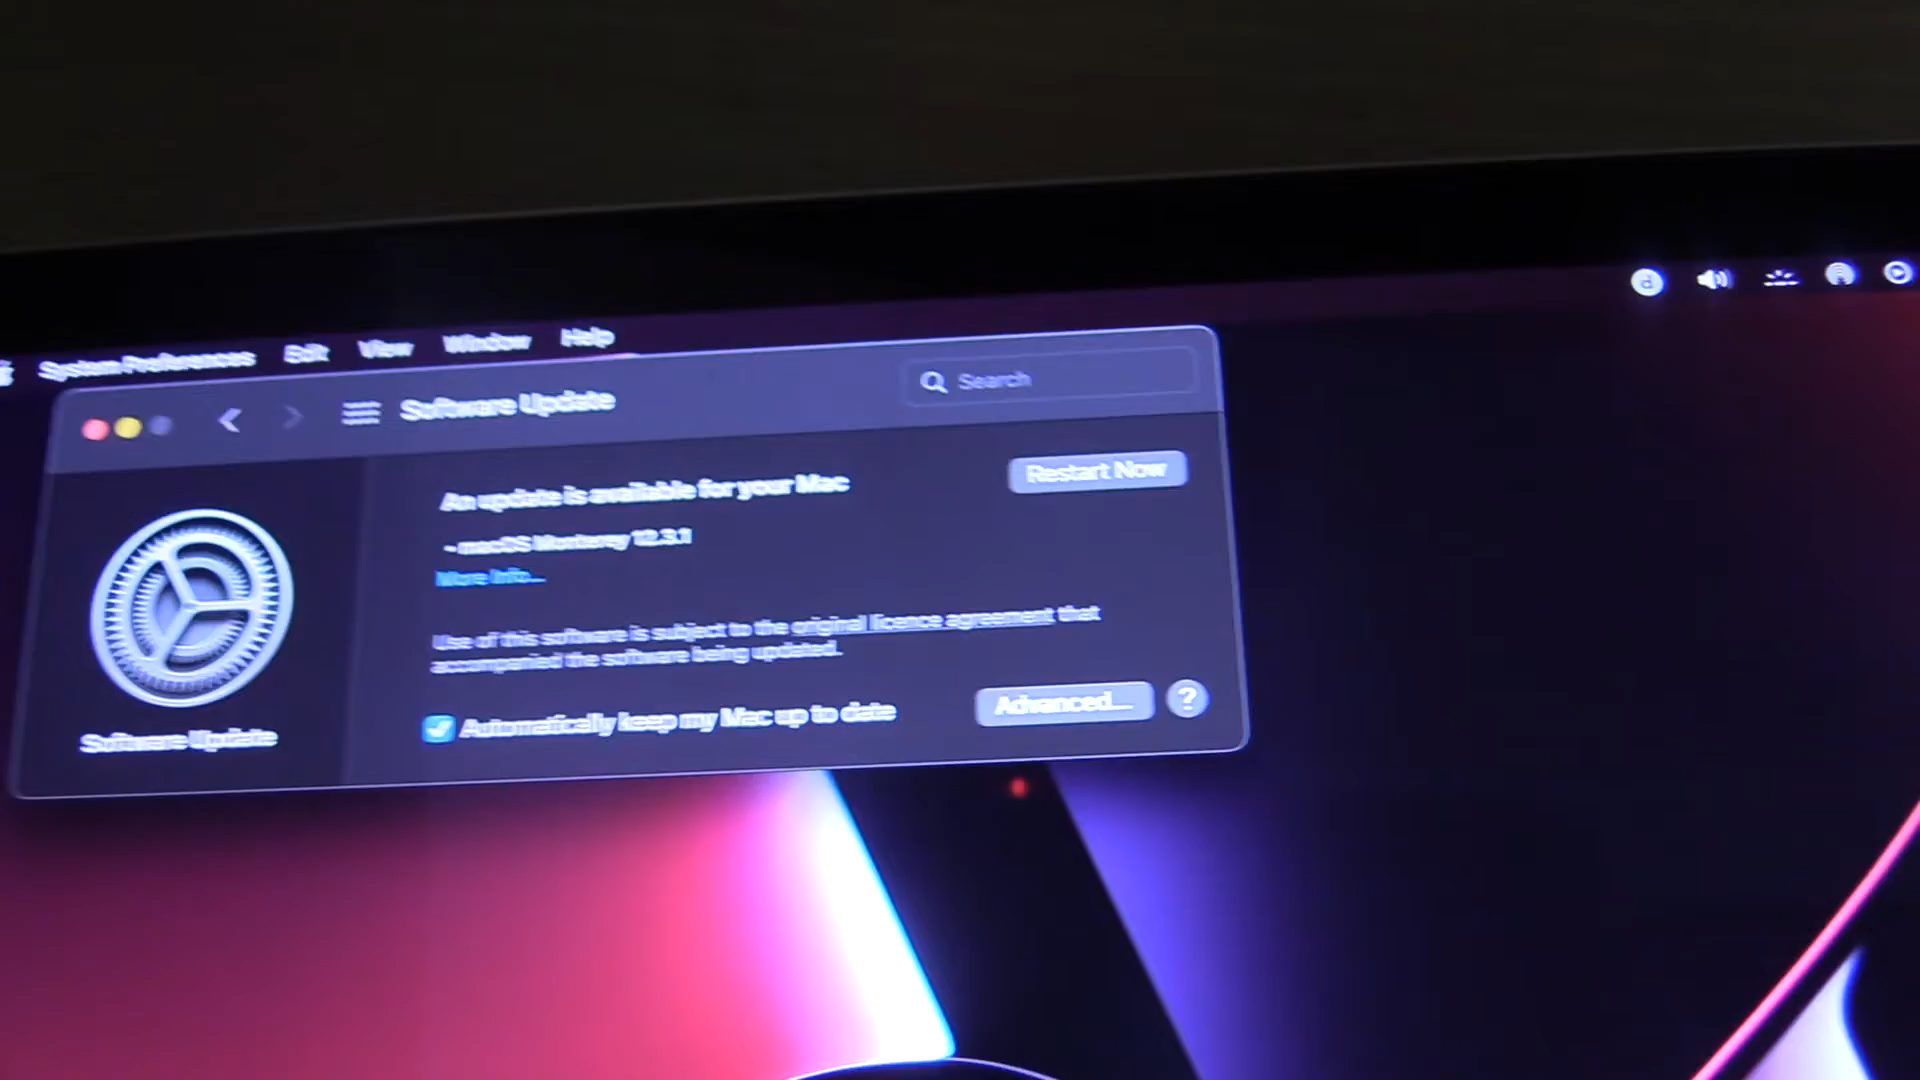 System Preferences Edit View Window Help
Software Update
Search
An update is available for your Mac
Restart Now
- macOS Monterey 12.3.1
More info...
Use of this software is subject to the original licence agreement that
accompanied the software being updated.
Automatically keep my Mac up to date
Advanced...
?
Software Update